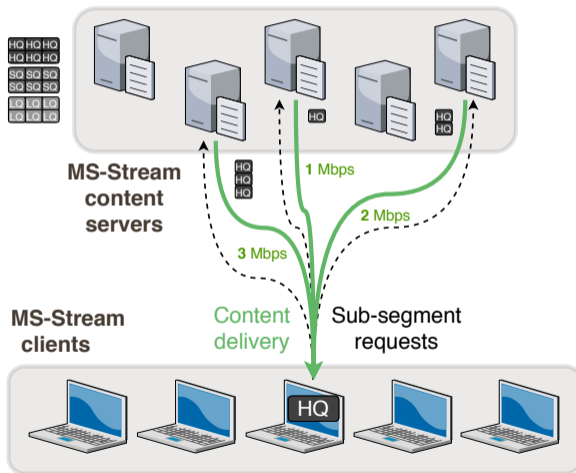 HQ HQ HQ
HQ HQ HQ
SQ SQ SQ
SQ SQ SQ
LQ LQ LQ
LQ LQ LQ
HQ
HQ
HQ
MS-Stream
content
servers
HQ
HQ
HQ
1 Mbps
2 Mbps
3 Mbps
MS-Stream
clients
Content
delivery
Sub-segment
requests
HQ